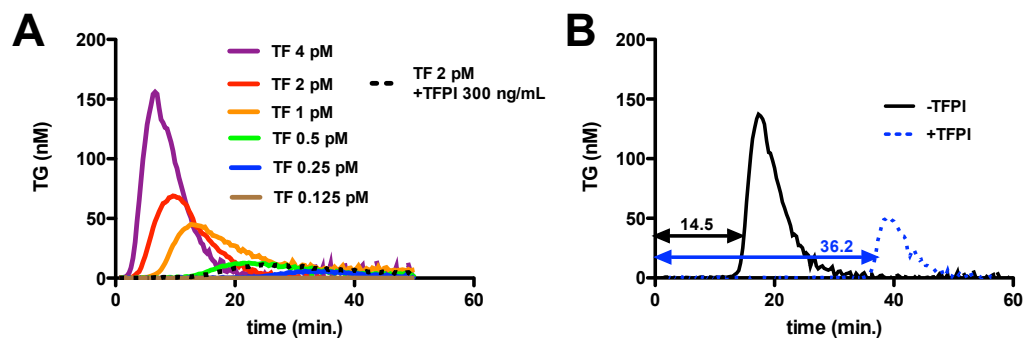 A
TG (nM)
200
150
100
50
0
0
20
40
60
time (min.)
TF 4 pM
TF 2 pM
TF 1 pM
TF 0.5 pM
TF 0.25 pM
TF 0.125 pM
TF 2 pM
+TFPI 300 ng/mL
B
TG (nM)
200
150
100
50
0
0
20
40
60
time (min.)
-TFPI
+TFPI
14.5
36.2